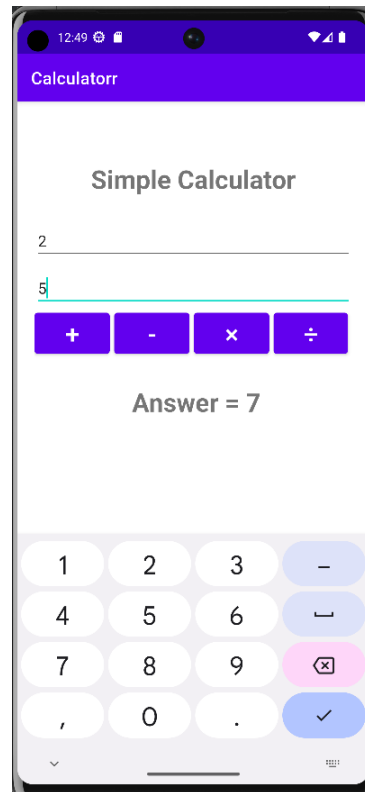 12:49
Calculatorr
Simple Calculator
2
5
+ - × ÷
Answer = 7
1 2 3 –
4 5 6
7 8 9
, 0 .